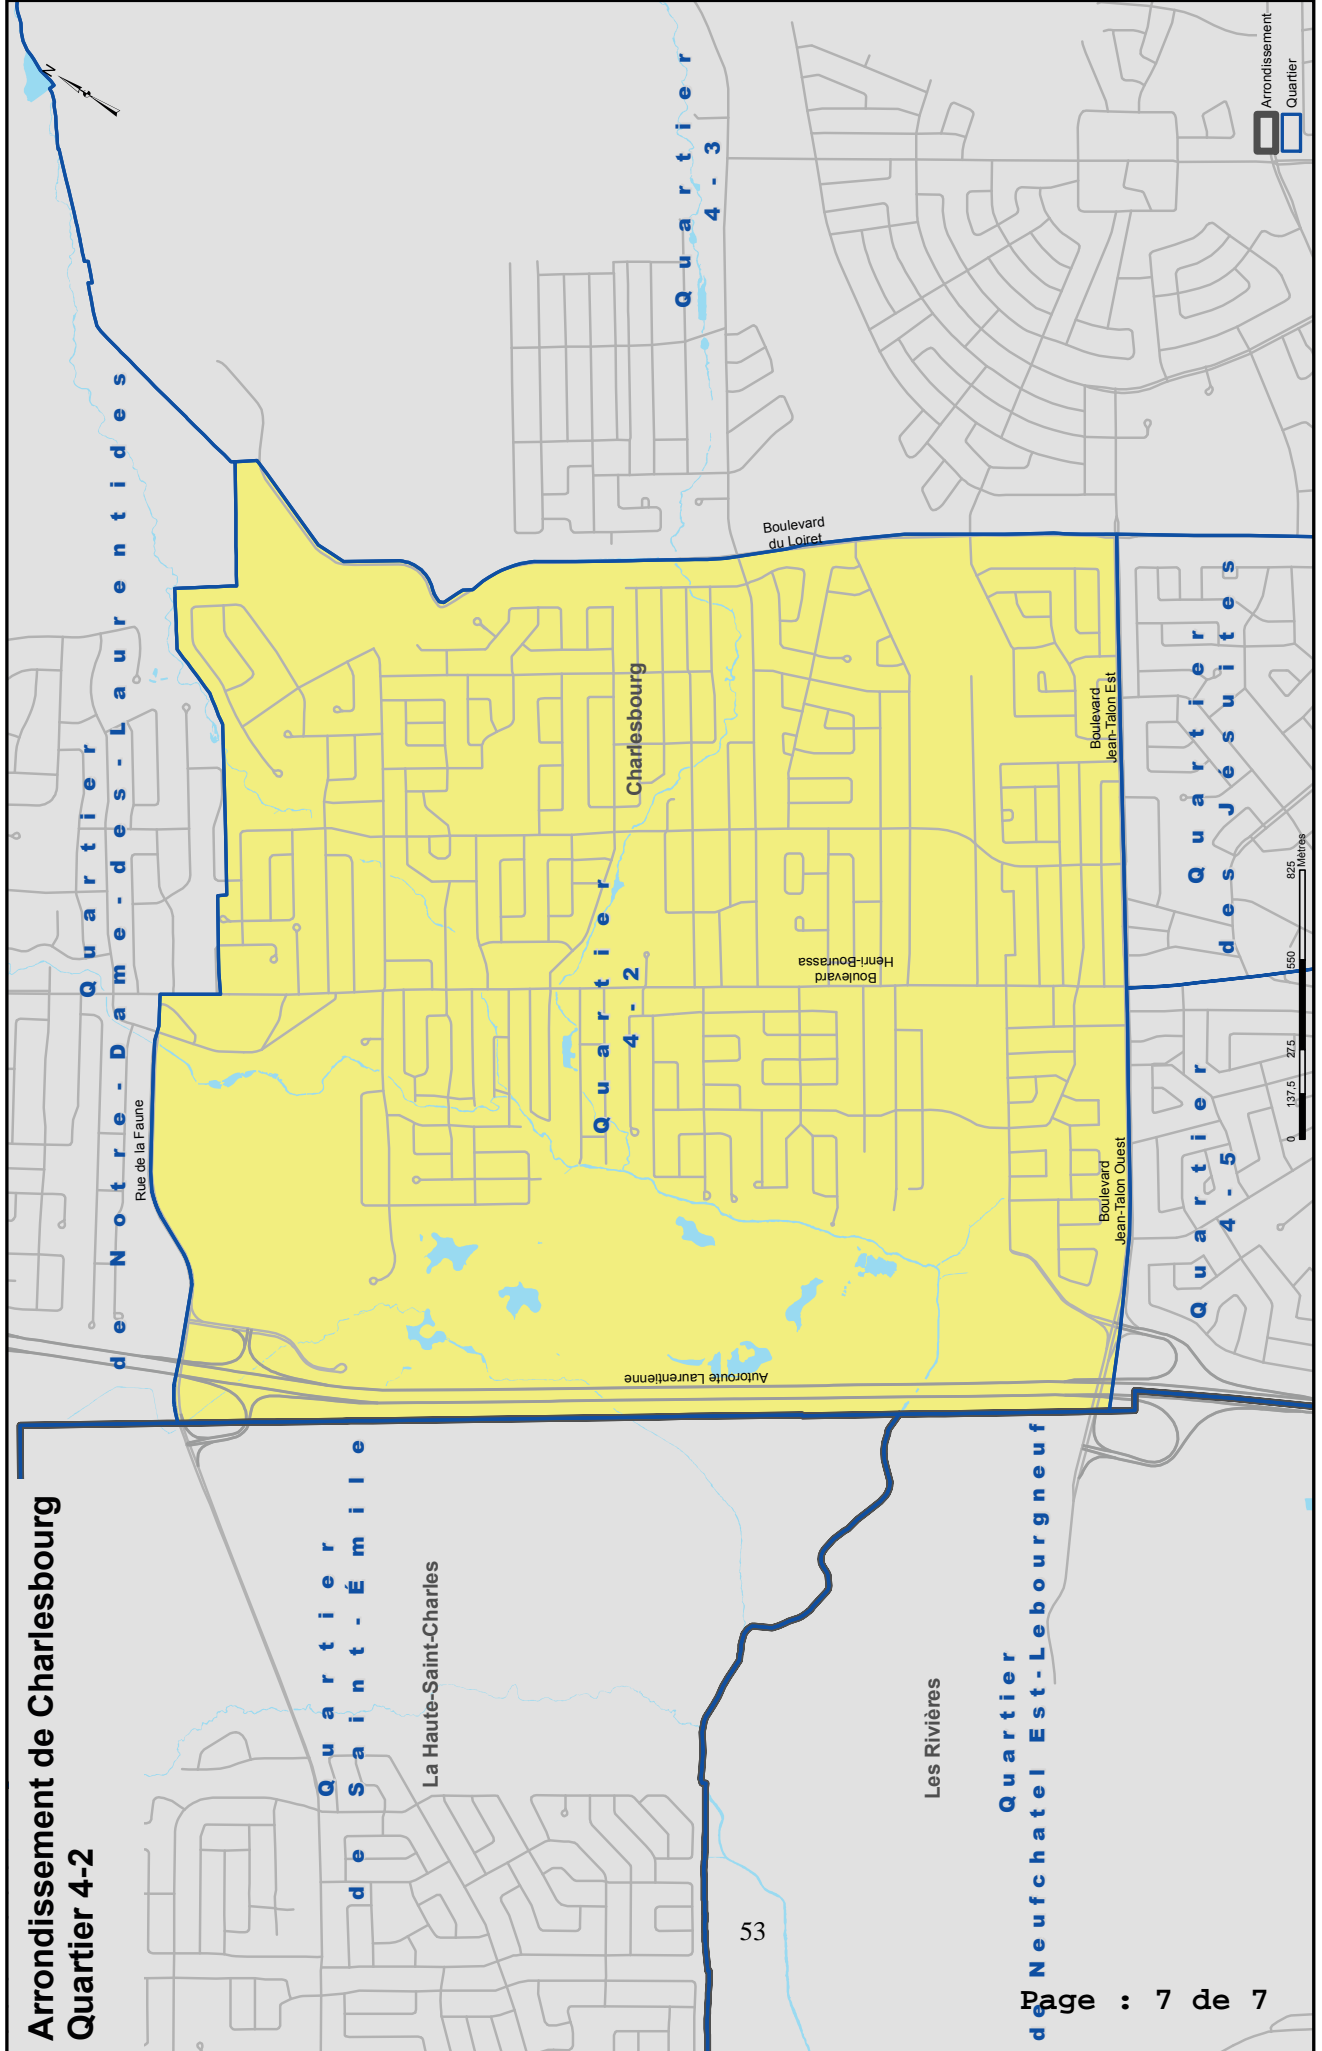 Arrondissement de Charlesbourg
Quartier 4-2
N
Quartier
de Notre-Dame-des-Laurentides
Rue de la Faune
Quartier
4-3
Arrondissement
Quartier
Boulevard
du Loiret
Charlesbourg
Quartier
4-2
Boulevard
Henri-Bourassa
Boulevard
Jean-Talon Est
Quartier
des Jésuites
Boulevard
Jean-Talon Ouest
Quartier
4-5
0 137,5 275 550 825
Mètres
Autoroute Laurentienne
Quartier
de Saint-Émile
La Haute-Saint-Charles
Les Rivières
Quartier
de Neufchatel Est-Lebourgneuf
53
Page : 7 de 7